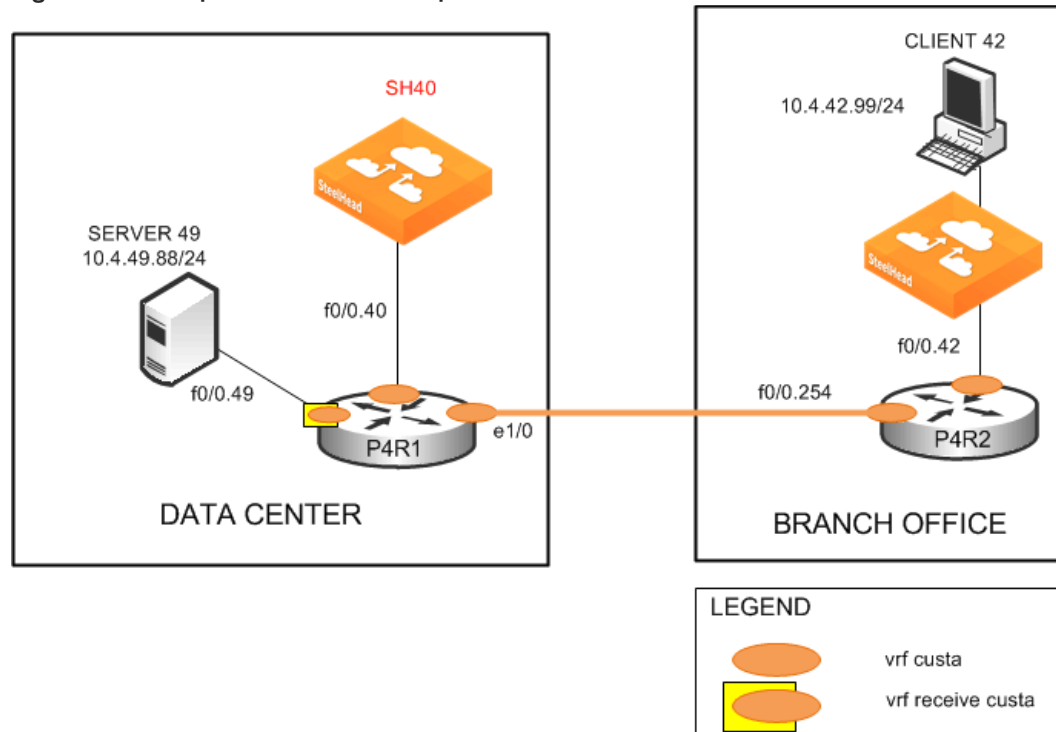 SH40
SteelHead
SERVER 49
10.4.49.88/24
f0/0.40
f0/0.49
P4R1
e1/0
DATA CENTER
CLIENT 42
10.4.42.99/24
SteelHead
f0/0.42
f0/0.254
P4R2
BRANCH OFFICE
LEGEND
vrf custa
vrf receive custa